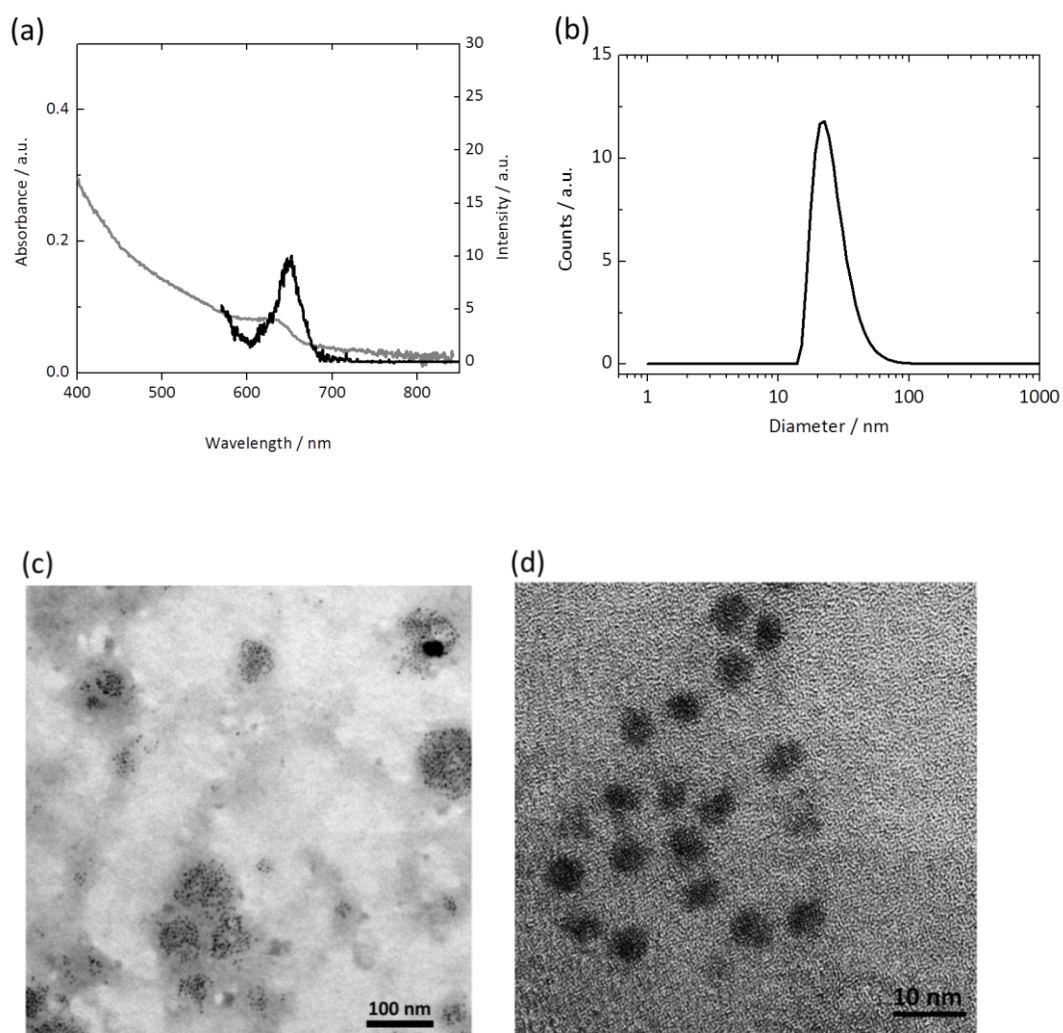 (a)
30
25
20
15
10
5
0
Intensity / a.u.
0.4
0.2
0.0
Absorbance / a.u.
400 500 600 700 800
Wavelength / nm
(b)
15
10
5
0
Counts / a.u.
1 10 100 1000
Diameter / nm
(c)
100 nm
(d)
10 nm